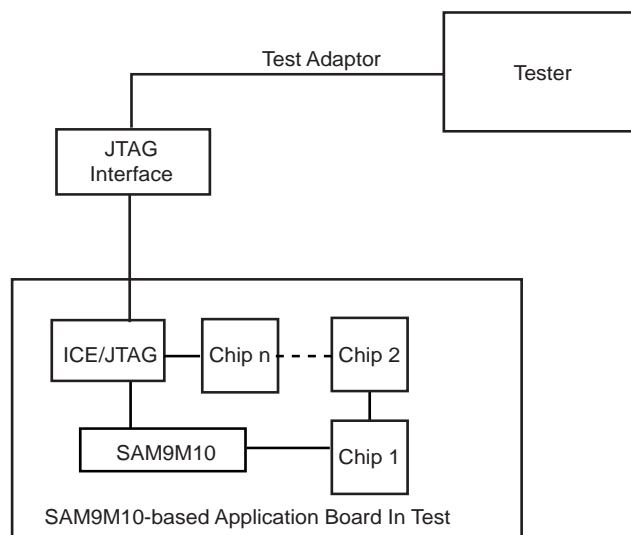 Test Adaptor
Tester
JTAG
Interface
ICE/JTAG
Chip n
Chip 2
SAM9M10
Chip 1
SAM9M10-based Application Board In Test